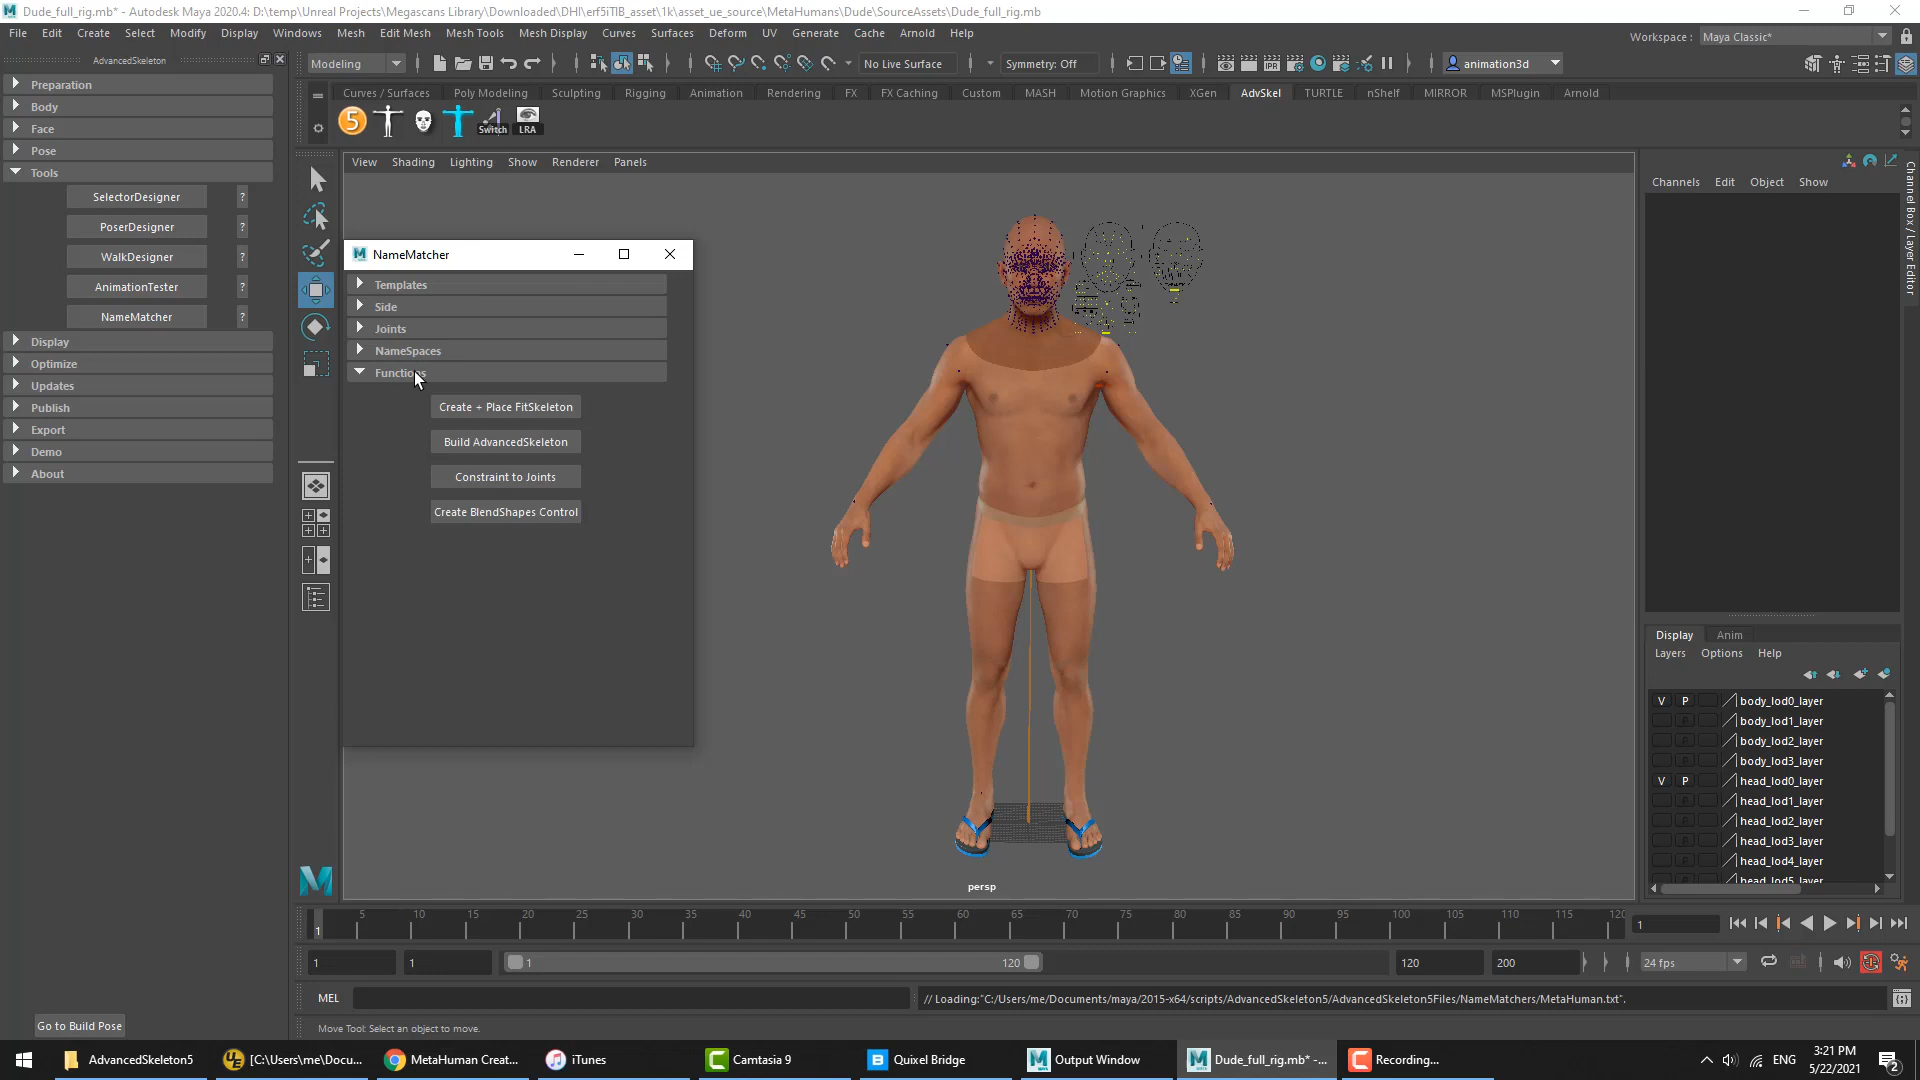 Dude_full_rig.mb* - Autodesk Maya 2020.4: D:\temp\Unreal Projects\Megascans Library\Downloaded\DHI\erf5iTIB_asset\1k\asset_ue_source\MetaHumans\Dude\SourceAssets\Dude_full_rig.mb
File Edit Create Select Modify Display Windows Mesh Edit Mesh Mesh Tools Mesh Display Curves Surfaces Deform UV Generate Cache Arnold Help
Workspace : Maya Classic*
AdvancedSkeleton
Modeling
No Live Surface
Symmetry: Off
animation3d
Curves / Surfaces Poly Modeling Sculpting Rigging Animation Rendering FX FX Caching Custom MASH Motion Graphics XGen AdvSkel TURTLE nShelf MIRROR MSPlugin Arnold
5
Switch
LRA
Preparation
Body
Face
Pose
Tools
SelectorDesigner ?
PoserDesigner ?
WalkDesigner ?
AnimationTester ?
NameMatcher ?
Display
Optimize
Updates
Publish
Export
Demo
About
Go to Build Pose
View Shading Lighting Show Renderer Panels
NameMatcher
Templates
Side
Joints
NameSpaces
Functions
Create + Place FitSkeleton
Build AdvancedSkeleton
Constraint to Joints
Create BlendShapes Control
persp
Channels Edit Object Show
Channel Box / Layer Editor
Display Anim
Layers Options Help
V P body_lod0_layer
P body_lod1_layer
P body_lod2_layer
P body_lod3_layer
V P head_lod0_layer
P head_lod1_layer
P head_lod2_layer
P head_lod3_layer
P head_lod4_layer
P head_lod5_layer
1 5 10 15 20 25 30 35 40 45 50 55 60 65 70 75 80 85 90 95 100 105 110 115 120
1
1 1 1 120 120 200 24 fps
MEL
// Loading:"C:/Users/me/Documents/maya/2015-x64/scripts/AdvancedSkeleton5/AdvancedSkeleton5Files/NameMatchers/MetaHuman.txt".
Move Tool: Select an object to move.
AdvancedSkeleton5
[C:\Users\me\Docu...
MetaHuman Creat...
iTunes
Camtasia 9
Quixel Bridge
Output Window
Dude_full_rig.mb* -...
Recording...
ENG
3:21 PM
5/22/2021
2